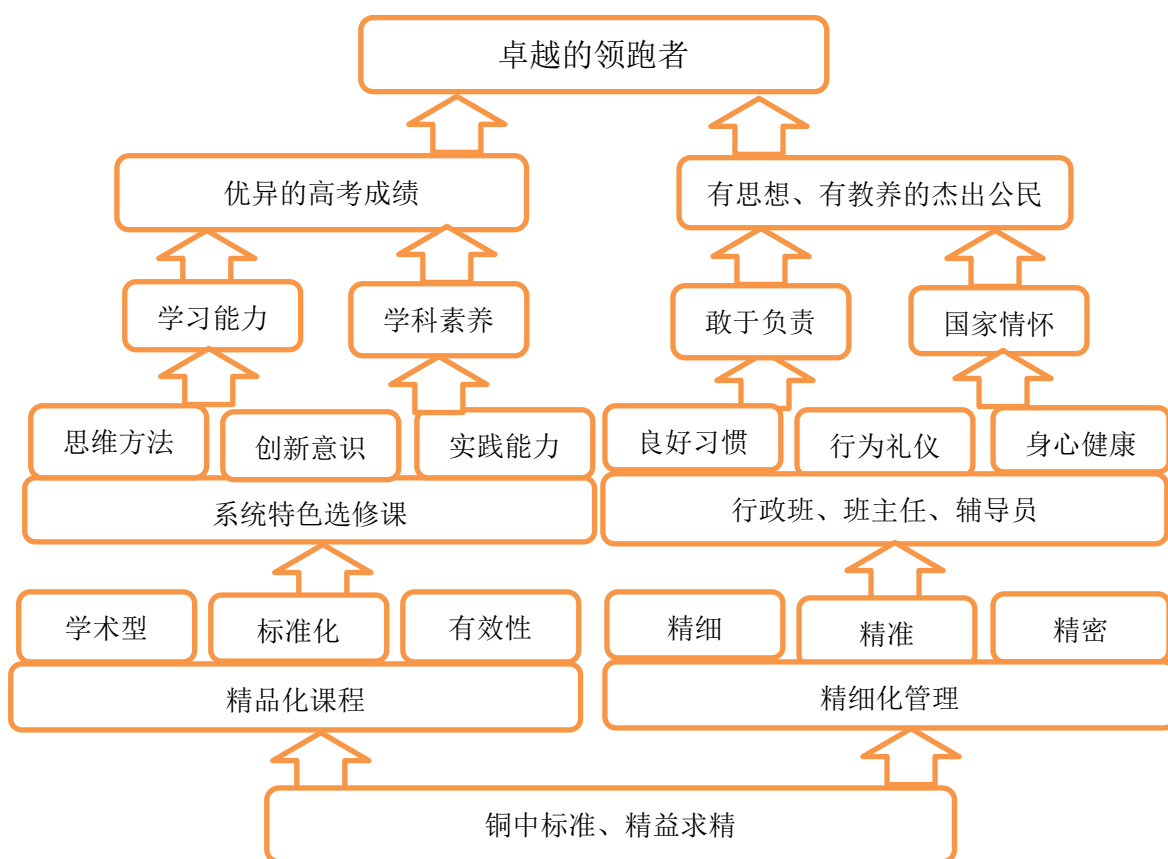 卓越的领跑者
优异的高考成绩
有思想、有教养的杰出公民
学习能力
学科素养
敢于负责
国家情怀
思维方法
创新意识
实践能力
良好习惯
行为礼仪
身心健康
系统特色选修课
行政班、班主任、辅导员
学术型
标准化
有效性
精细
精准
精密
精品化课程
精细化管理
铜中标准、精益求精